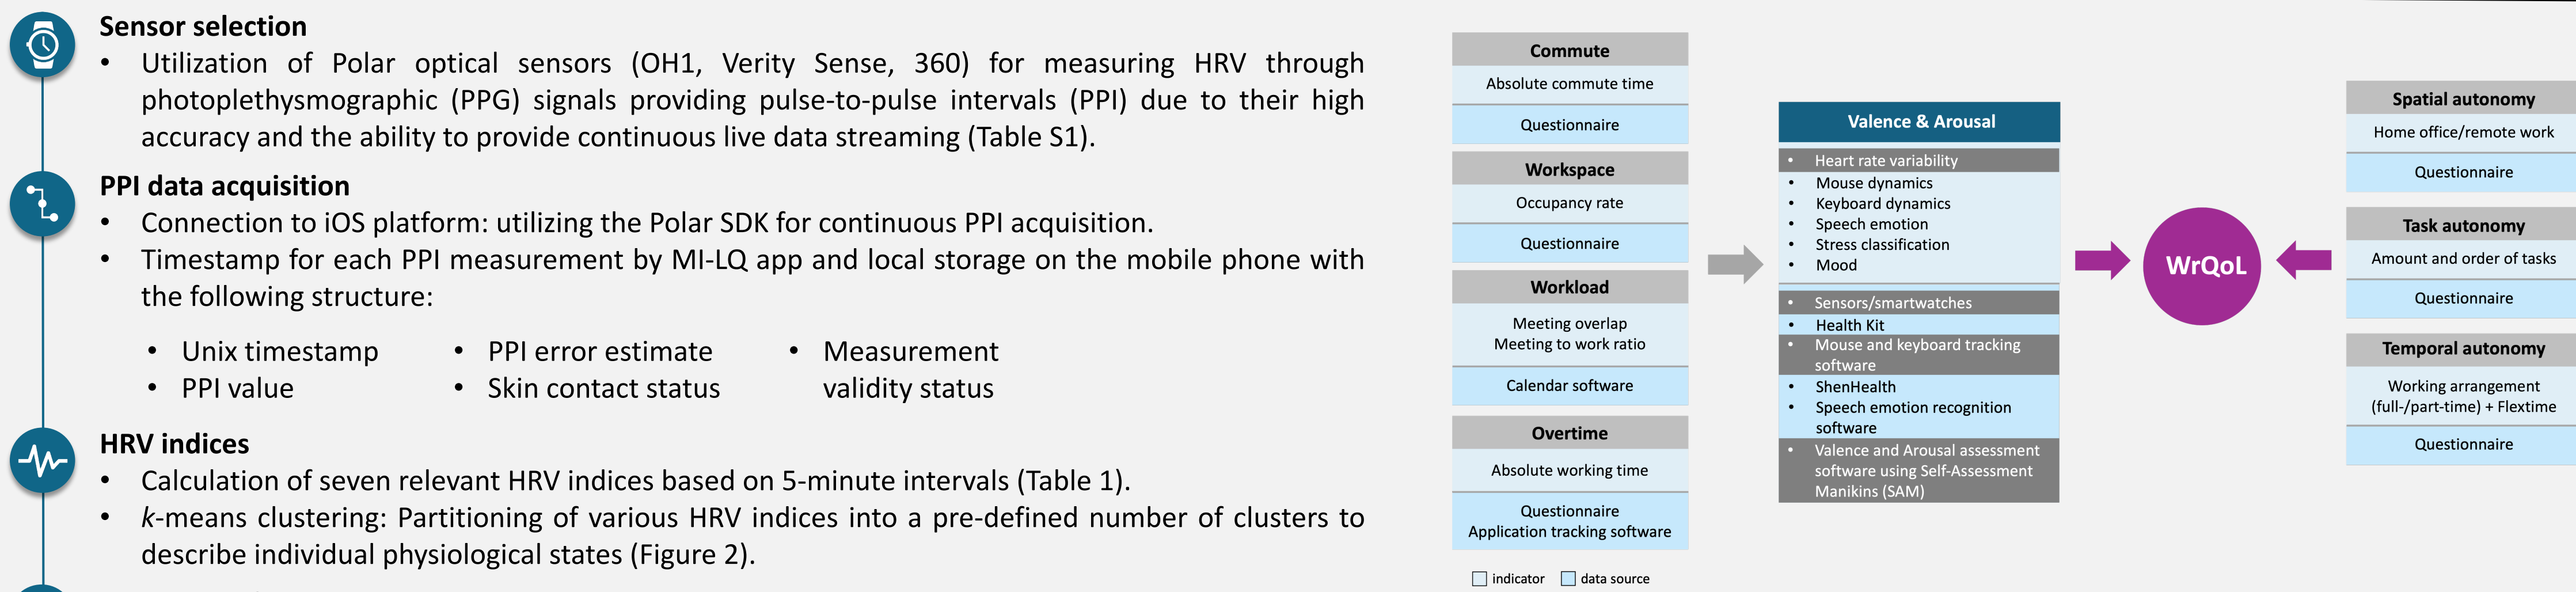 Sensor selection
• Utilization of Polar optical sensors (OH1, Verity Sense, 360) for measuring HRV through
photoplethysmographic (PPG) signals providing pulse-to-pulse intervals (PPI) due to their high
accuracy and the ability to provide continuous live data streaming (Table S1).
PPI data acquisition
• Connection to iOS platform: utilizing the Polar SDK for continuous PPI acquisition.
• Timestamp for each PPI measurement by MI-LQ app and local storage on the mobile phone with
the following structure:
• Unix timestamp
• PPI value
• PPI error estimate
• Skin contact status
• Measurement
validity status
HRV indices
• Calculation of seven relevant HRV indices based on 5-minute intervals (Table 1).
• k-means clustering: Partitioning of various HRV indices into a pre-defined number of clusters to
describe individual physiological states (Figure 2).
Commute
Absolute commute time
Questionnaire
Workspace
Occupancy rate
Questionnaire
Workload
Meeting overlap
Meeting to work ratio
Calendar software
Overtime
Absolute working time
Questionnaire
Application tracking software
indicator
data source
Valence & Arousal
• Heart rate variability
• Mouse dynamics
• Keyboard dynamics
• Speech emotion
• Stress classification
• Mood
• Sensors/smartwatches
• Health Kit
• Mouse and keyboard tracking
software
• ShenHealth
• Speech emotion recognition
software
• Valence and Arousal assessment
software using Self-Assessment
Manikins (SAM)
WrQoL
Spatial autonomy
Home office/remote work
Questionnaire
Task autonomy
Amount and order of tasks
Questionnaire
Temporal autonomy
Working arrangement
(full-/part-time) + Flextime
Questionnaire